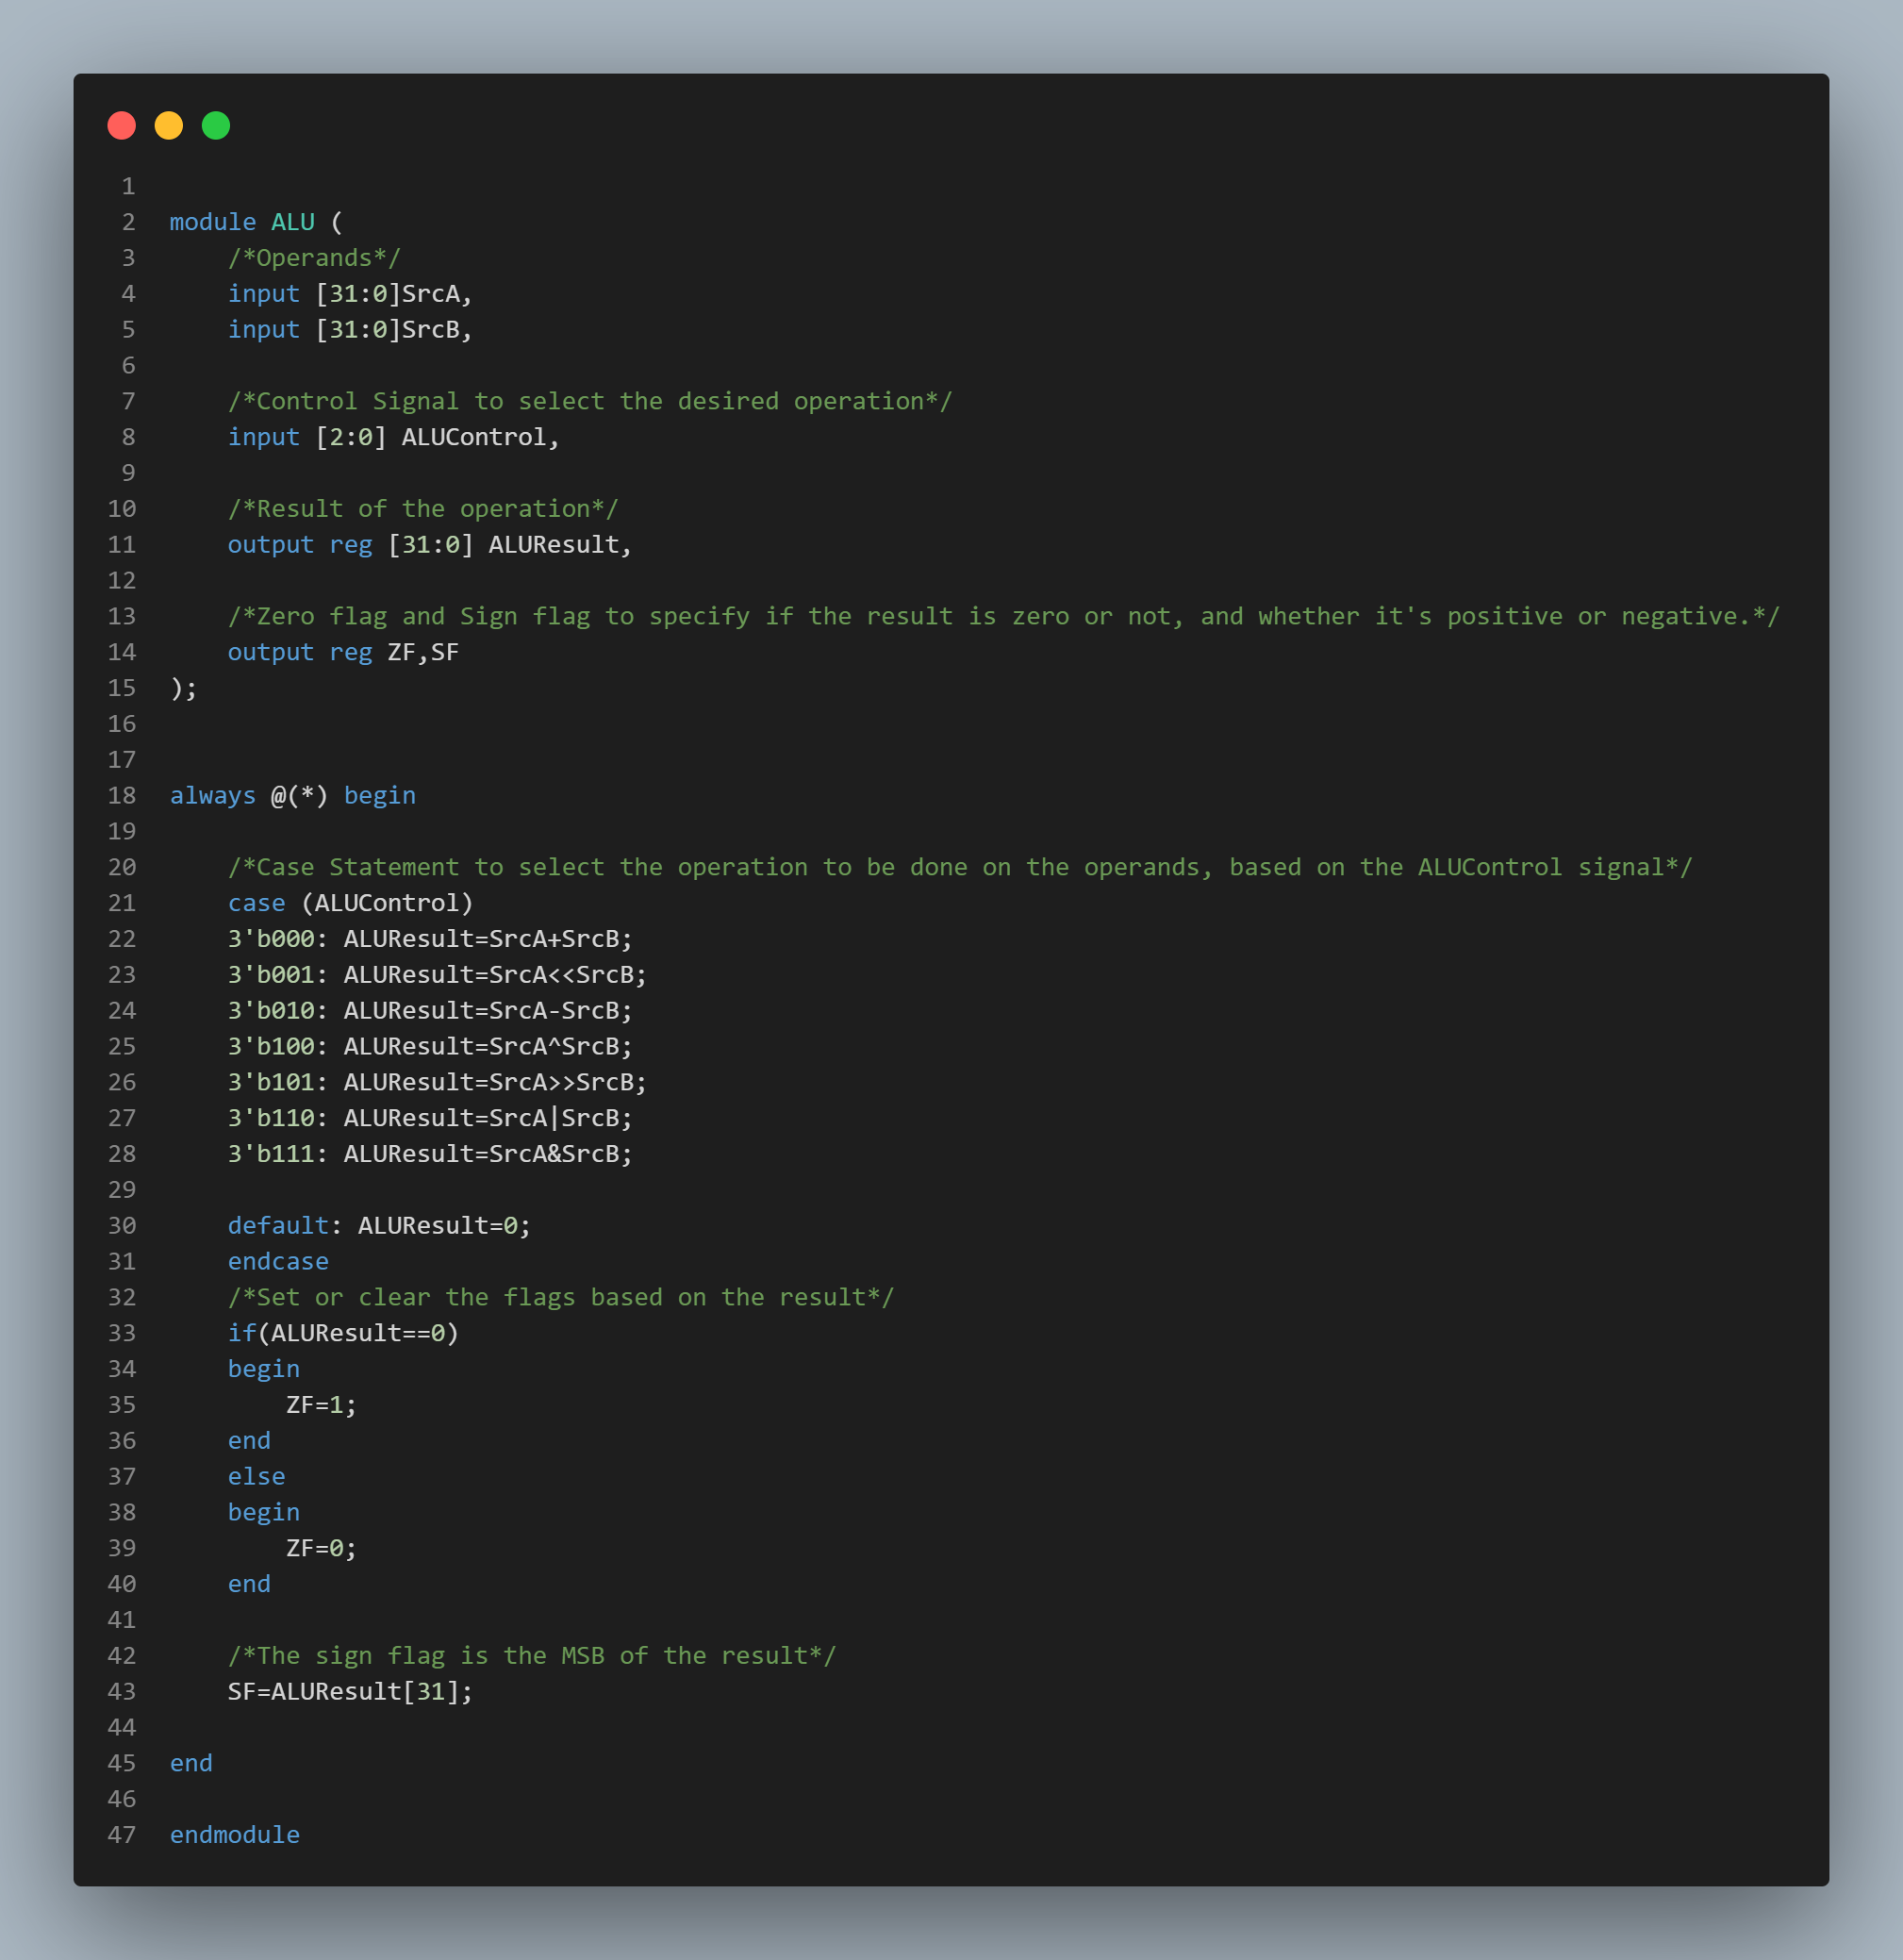 1
2 module ALU (
3     /*Operands*/
4     input [31:0]SrcA,
5     input [31:0]SrcB,
6
7     /*Control Signal to select the desired operation*/
8     input [2:0] ALUControl,
9
10     /*Result of the operation*/
11     output reg [31:0] ALUResult,
12
13     /*Zero flag and Sign flag to specify if the result is zero or not, and whether it's positive or negative.*/
14     output reg ZF,SF
15 );
16
17
18 always @(*) begin
19
20     /*Case Statement to select the operation to be done on the operands, based on the ALUControl signal*/
21     case (ALUControl)
22     3'b000: ALUResult=SrcA+SrcB;
23     3'b001: ALUResult=SrcA<<SrcB;
24     3'b010: ALUResult=SrcA-SrcB;
25     3'b100: ALUResult=SrcA^SrcB;
26     3'b101: ALUResult=SrcA>>SrcB;
27     3'b110: ALUResult=SrcA|SrcB;
28     3'b111: ALUResult=SrcA&SrcB;
29
30     default: ALUResult=0;
31     endcase
32     /*Set or clear the flags based on the result*/
33     if(ALUResult==0)
34     begin
35         ZF=1;
36     end
37     else
38     begin
39         ZF=0;
40     end
41
42     /*The sign flag is the MSB of the result*/
43     SF=ALUResult[31];
44
45 end
46
47 endmodule